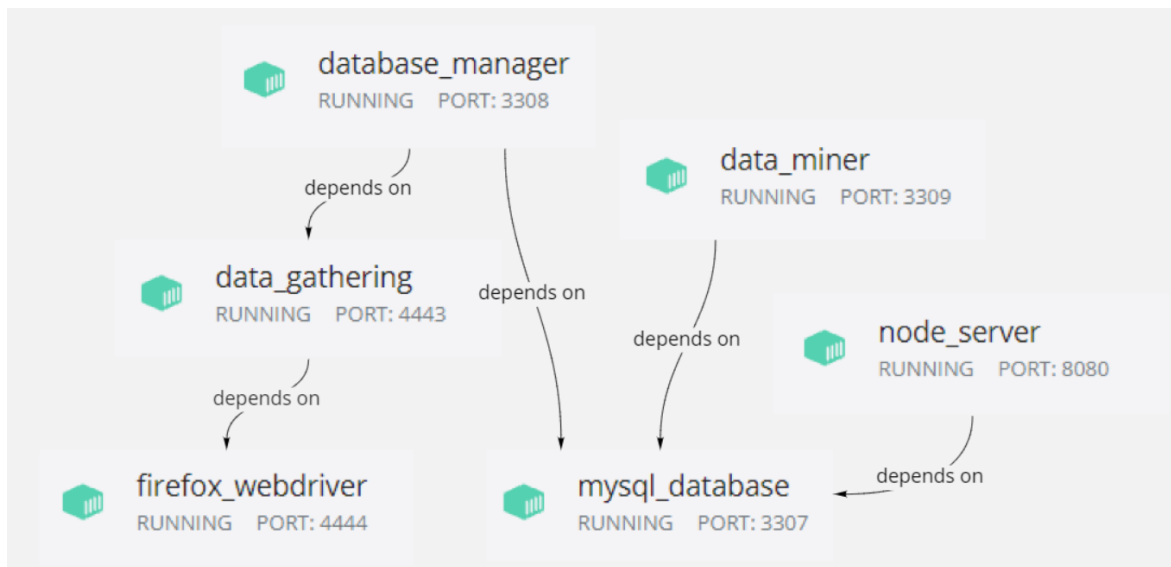 database_manager
RUNNING PORT: 3308
data_miner
RUNNING PORT: 3309
depends on
data_gathering
RUNNING PORT: 4443
depends on
node_server
RUNNING PORT: 8080
depends on
depends on
firefox_webdriver
RUNNING PORT: 4444
mysql_database
RUNNING PORT: 3307
depends on